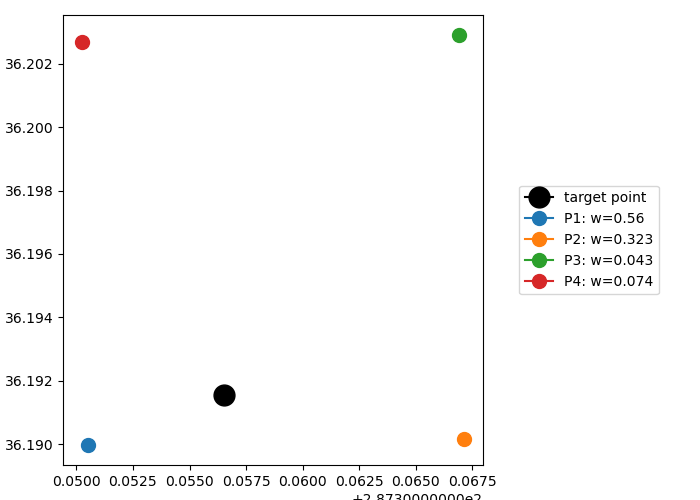 36.202
36.200
36.198
36.196
36.194
36.192
36.190
0.0500 0.0525 0.0550 0.0575 0.0600 0.0625 0.0650 0.0675
+2.8730000000e2
target point
P1: w=0.56
P2: w=0.323
P3: w=0.043
P4: w=0.074